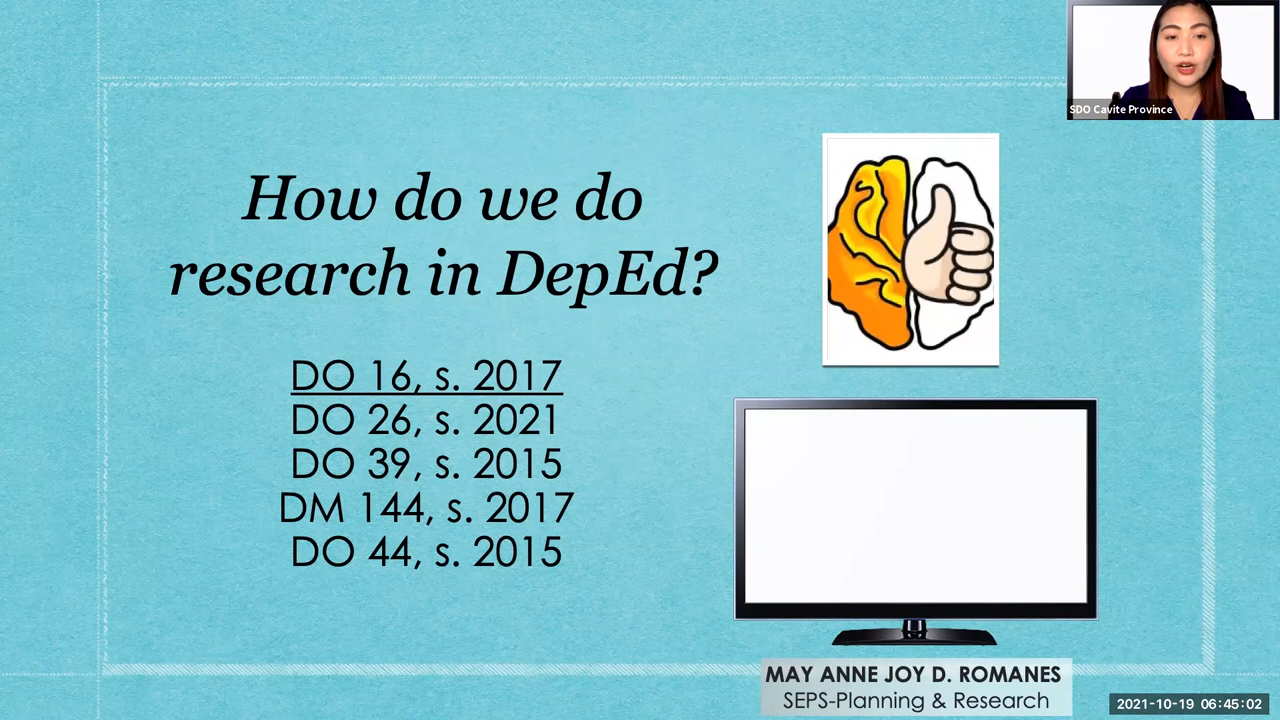 SDO Cavite Province
How do we do
research in DepEd?
DO 16, s. 2017
DO 26, s. 2021
DO 39, s. 2015
DM 144, s. 2017
DO 44, s. 2015
MAY ANNE JOY D. ROMANES
SEPS-Planning & Research
2021-10-19 06:45:02